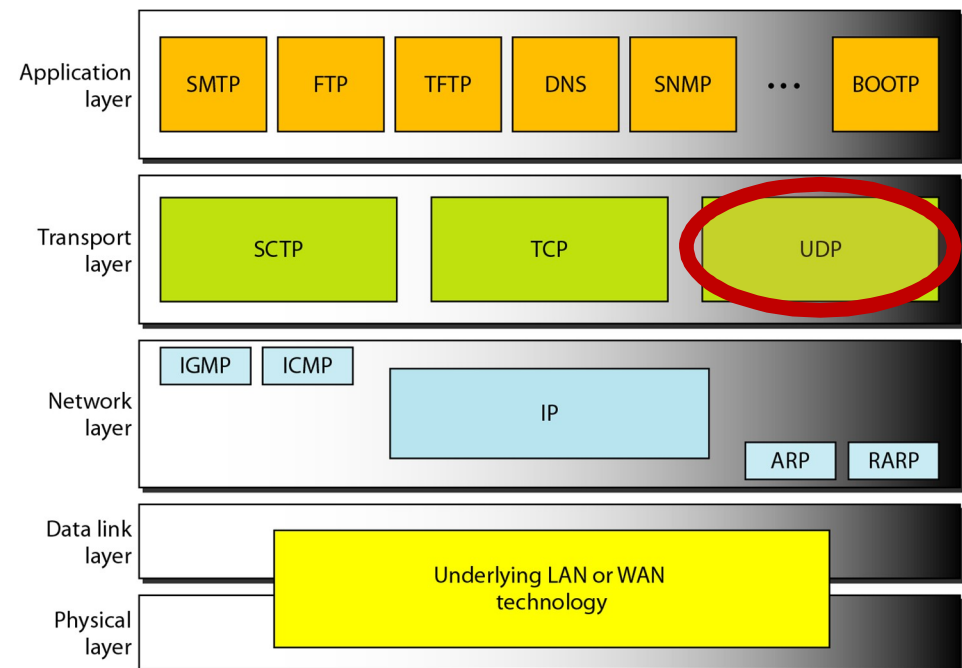 Application
layer
SMTP
FTP
TFTP
DNS
SNMP
...
BOOTP
Transport
layer
SCTP
TCP
UDP
Network
layer
IGMP
ICMP
IP
ARP
RARP
Data link
layer
Underlying LAN or WAN
technology
Physical
layer